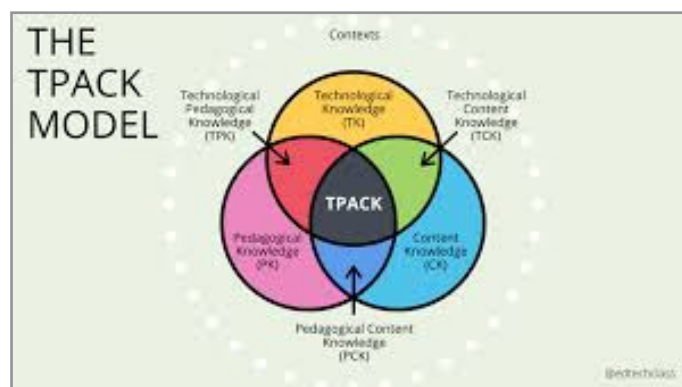 THE
TPACK
MODEL
Contexts
Technological
Pedagogical
Knowledge
(TPK)
Technological
Knowledge
(TK)
Technological
Content
Knowledge
(TCK)
TPACK
Pedagogical
Knowledge
(PK)
Content
Knowledge
(CK)
Pedagogical Content
Knowledge
(PCK)
@edtechclass